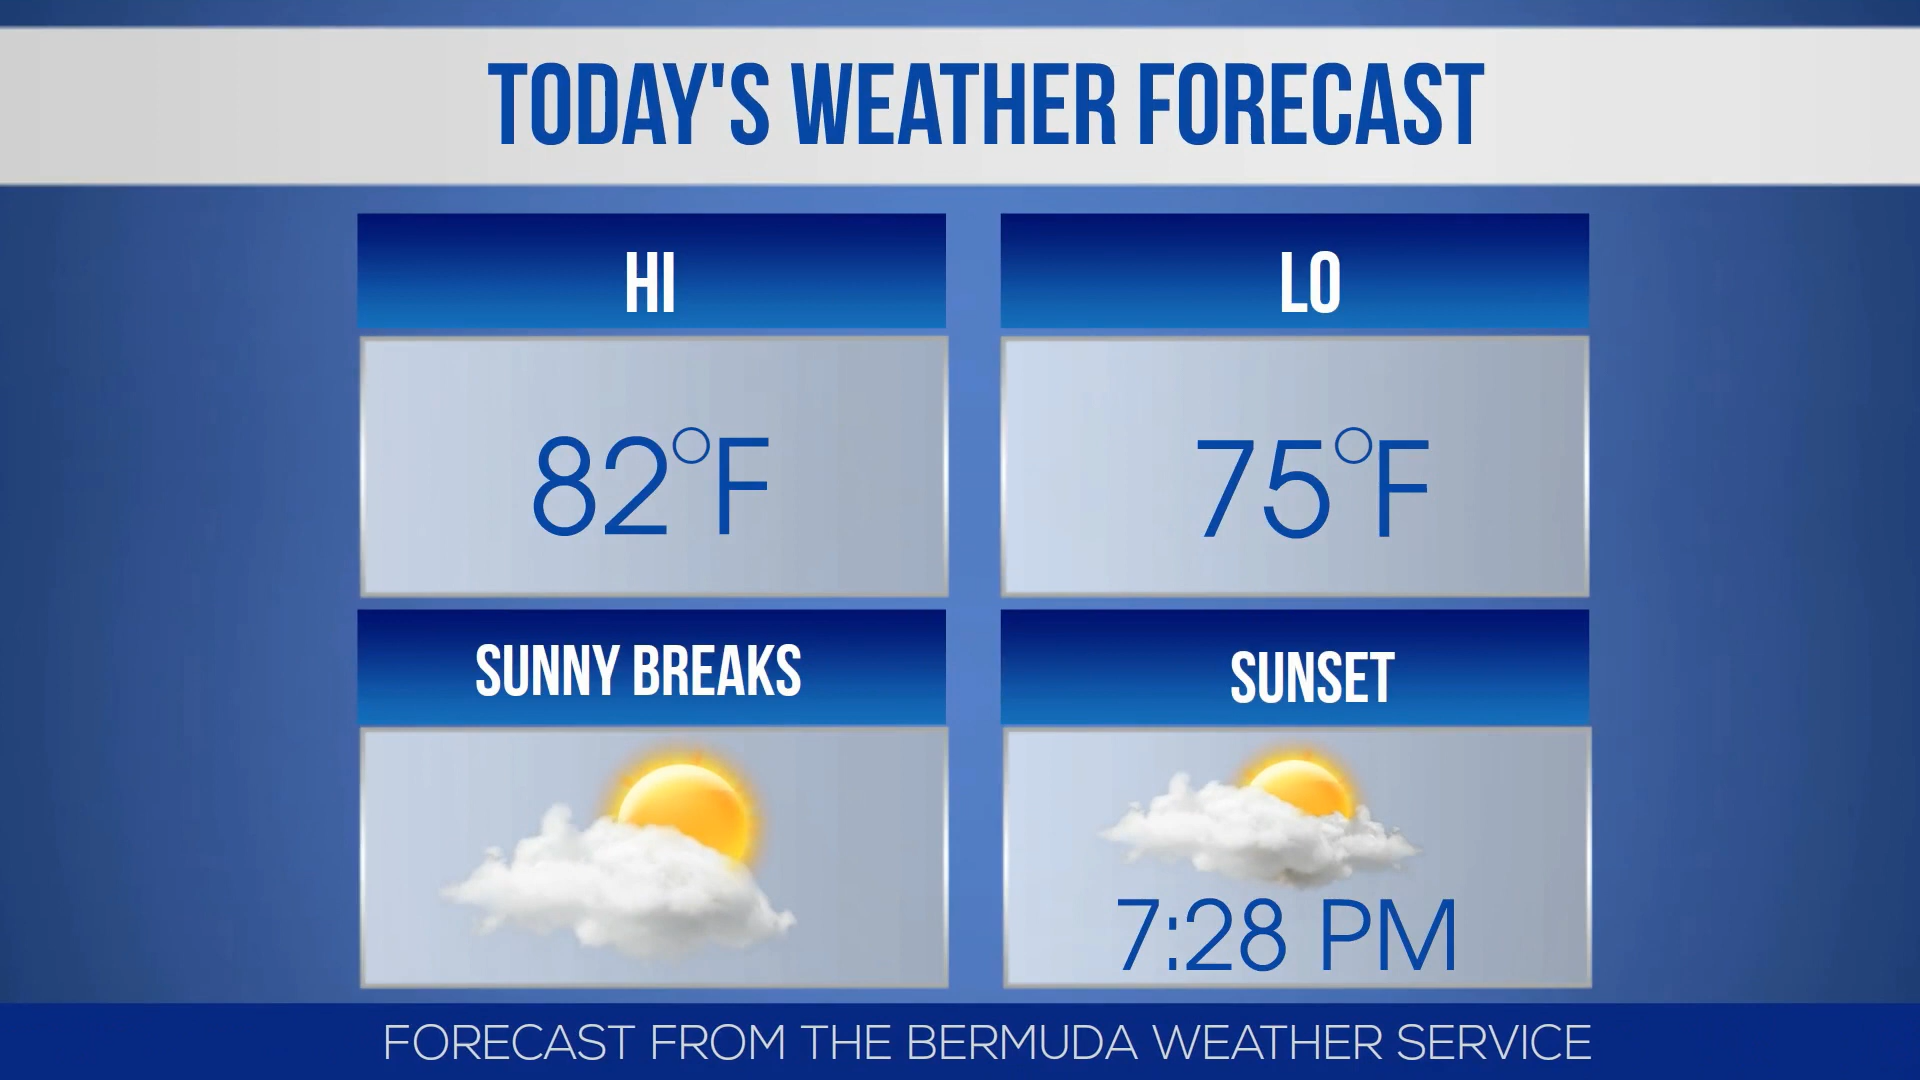 TODAY'S WEATHER FORECAST
HI
LO
82°F
75°F
SUNNY BREAKS
SUNSET
7:28 PM
FORECAST FROM THE BERMUDA WEATHER SERVICE